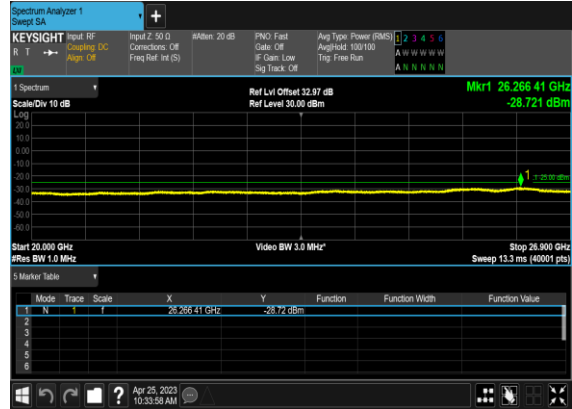 Spectrum Analyzer 1
Swept SA
+
KEYSIGHT
R T
Input: RF
Coupling: DC
Align: Off
Input Z: 50 Ω
Corrections: Off
Freq Ref: Int (S)
#Atten: 20 dB
PNO: Fast
Gate: Off
IF Gain: Low
Sig Track: Off
Avg Type: Power (RMS)
Avg|Hold: 100/100
Trig: Free Run
1 2 3 4 5 6
A W W W W W
A N N N N N
1 Spectrum
Scale/Div 10 dB
Log
Ref Lvl Offset 32.97 dB
Ref Level 30.00 dBm
Mkr1 26.266 41 GHz
-28.721 dBm
20.0
10.0
0.00
-10.0
-20.0
-30.0
-40.0
-50.0
-60.0
1
-25.00 dBm
Start 20.000 GHz
#Res BW 1.0 MHz
Video BW 3.0 MHz*
Stop 26.900 GHz
Sweep 13.3 ms (40001 pts)
5 Marker Table
Mode Trace Scale X Y Function Function Width Function Value
1 N 1 f 26.266 41 GHz -28.72 dBm
2
3
4
5
6
?
Apr 25, 2023
10:33:58 AM